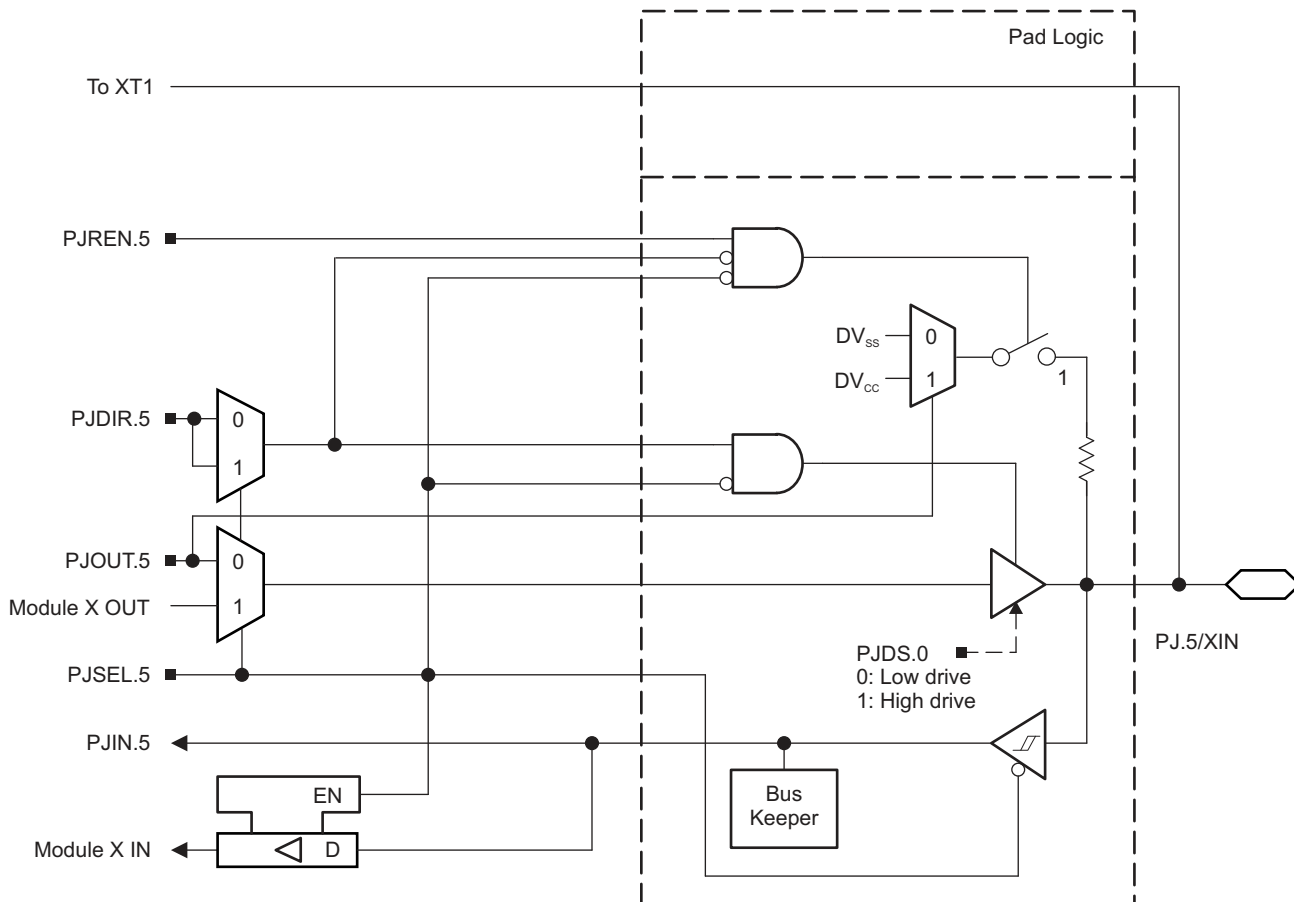 Pad Logic
To XT1
PJREN.5
DVSS
0
DVCC
1
1
PJDIR.5
0
1
PJOUT.5
0
Module X OUT
1
PJSEL.5
PJDS.0
0: Low drive
1: High drive
PJ.5/XIN
PJIN.5
EN
Bus
Keeper
Module X IN
D